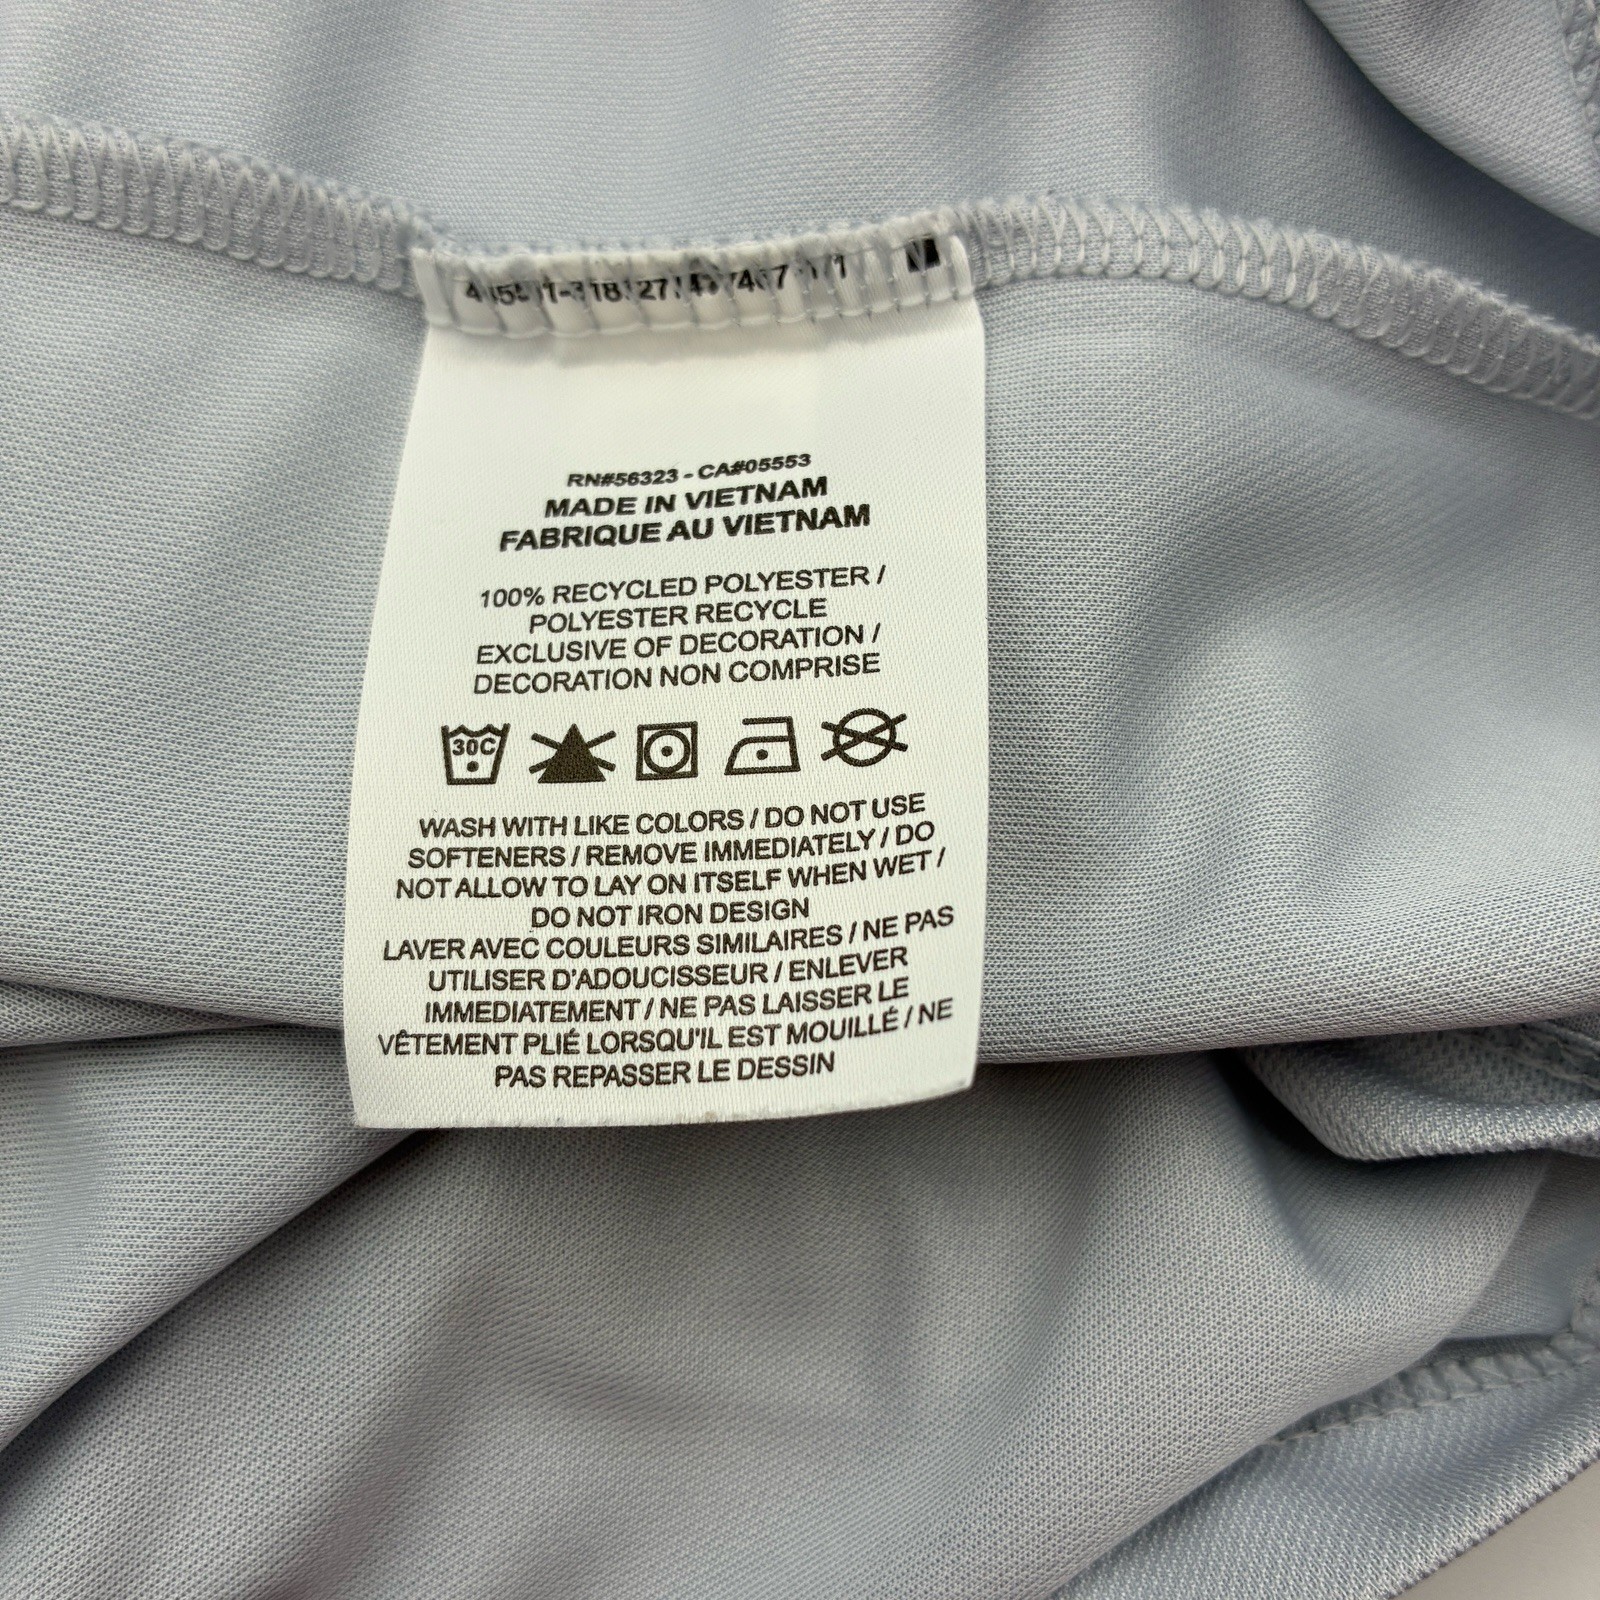 RN#56323 - CA#05553
MADE IN VIETNAM
FABRIQUE AU VIETNAM
100% RECYCLED POLYESTER /
POLYESTER RECYCLE
EXCLUSIVE OF DECORATION /
DECORATION NON COMPRISE
30C
WASH WITH LIKE COLORS / DO NOT USE
SOFTENERS / REMOVE IMMEDIATELY / DO
NOT ALLOW TO LAY ON ITSELF WHEN WET /
DO NOT IRON DESIGN
LAVER AVEC COULEURS SIMILAIRES / NE PAS
UTILISER D'ADOUCISSEUR / ENLEVER
IMMEDIATEMENT / NE PAS LAISSER LE
VÊTEMENT PLIÉ LORSQU'IL EST MOUILLÉ / NE
PAS REPASSER LE DESSIN